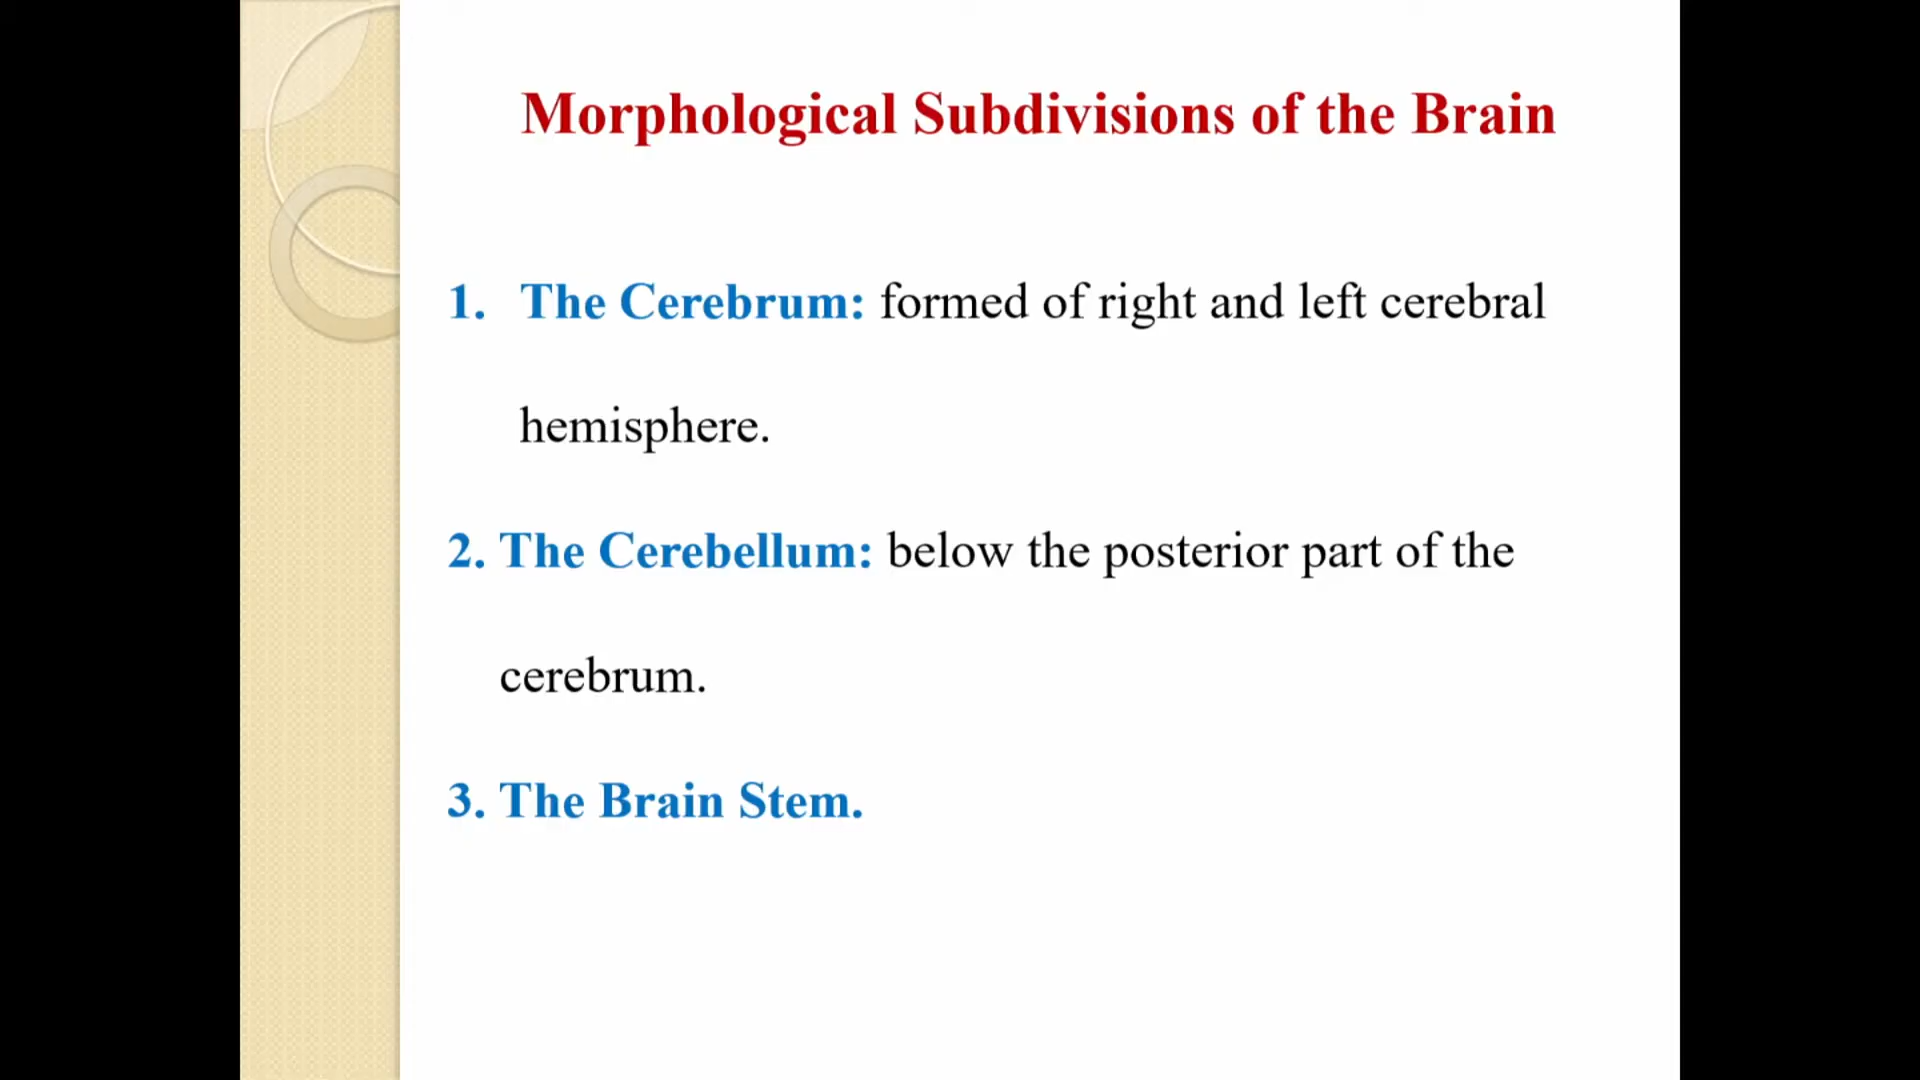 Morphological Subdivisions of the Brain
1. The Cerebrum: formed of right and left cerebral
hemisphere.
2. The Cerebellum: below the posterior part of the
cerebrum.
3. The Brain Stem.